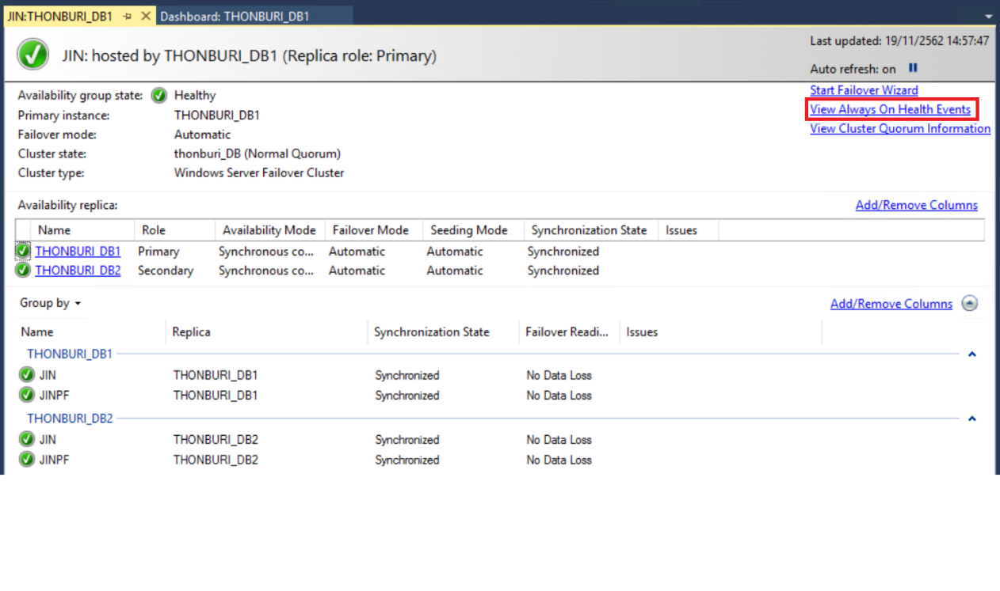 JIN:THONBURI_DB1 Dashboard: THONBURI_DB1
JIN: hosted by THONBURI_DB1 (Replica role: Primary)
Last updated: 19/11/2562 14:57:47
Auto refresh: on
Start Failover Wizard
View Always On Health Events
View Cluster Quorum Information
Availability group state: Healthy
Primary instance: THONBURI_DB1
Failover mode: Automatic
Cluster state: thonburi_DB (Normal Quorum)
Cluster type: Windows Server Failover Cluster
Availability replica: Add/Remove Columns
Name Role Availability Mode Failover Mode Seeding Mode Synchronization State Issues
THONBURI_DB1 Primary Synchronous co... Automatic Automatic Synchronized
THONBURI_DB2 Secondary Synchronous co... Automatic Automatic Synchronized
Group by Add/Remove Columns
Name Replica Synchronization State Failover Readi... Issues
THONBURI_DB1
JIN THONBURI_DB1 Synchronized No Data Loss
JINPF THONBURI_DB1 Synchronized No Data Loss
THONBURI_DB2
JIN THONBURI_DB2 Synchronized No Data Loss
JINPF THONBURI_DB2 Synchronized No Data Loss